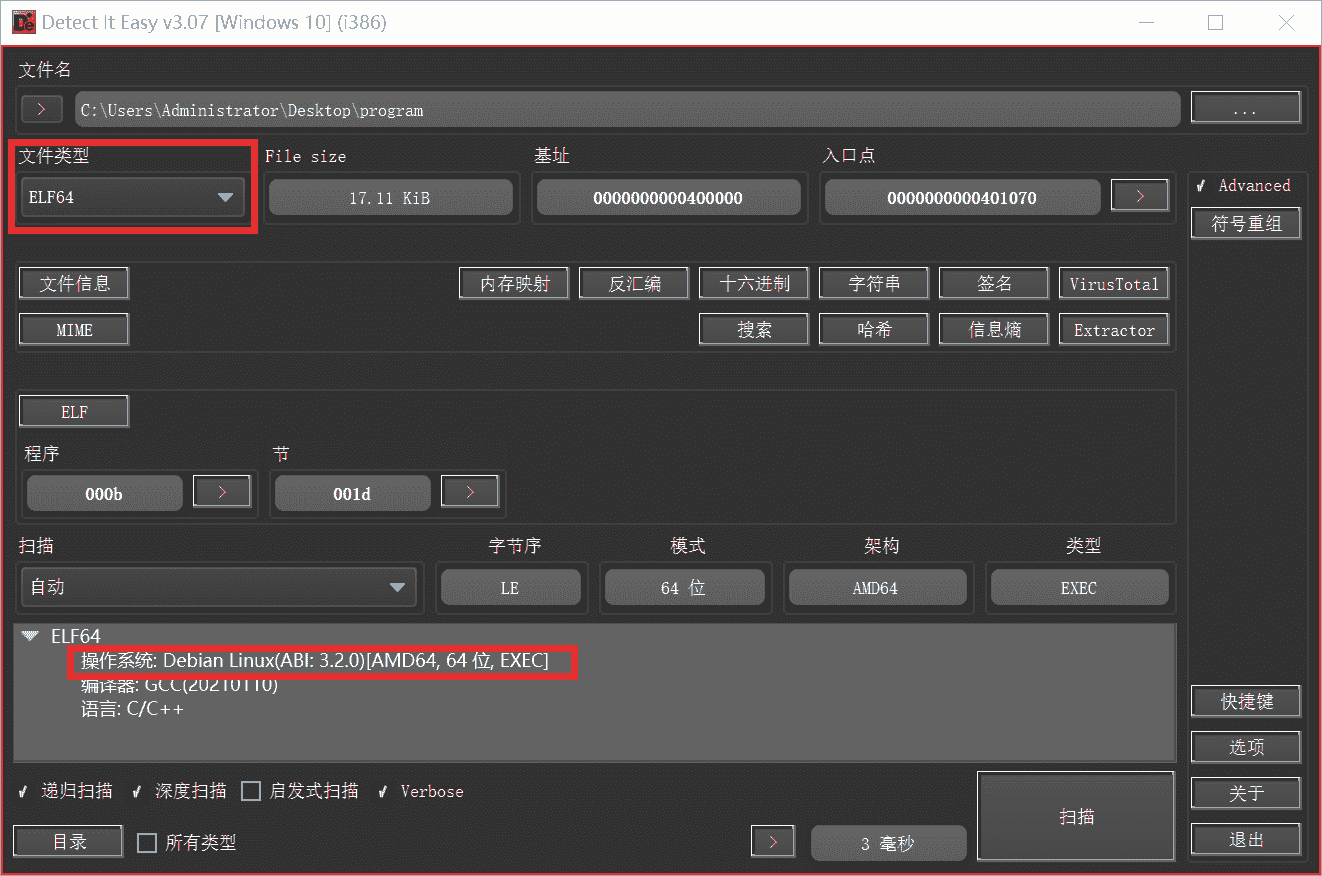 Detect It Easy v3.07 [Windows 10] (i386)
文件名
> C:\Users\Administrator\Desktop\program ...
文件类型 File size 基址 入口点
ELF64 17.11 KiB 0000000000400000 0000000000401070 >
Advanced
符号重组
文件信息 内存映射 反汇编 十六进制 字符串 签名 VirusTotal
MIME 搜索 哈希 信息熵 Extractor
ELF
程序 节
000b > 001d >
扫描 字节序 模式 架构 类型
自动 LE 64 位 AMD64 EXEC
ELF64
操作系统: Debian Linux(ABI: 3.2.0)[AMD64, 64 位, EXEC]
编译器: GCC(20210110)
语言: C/C++
快捷键
选项
递归扫描 深度扫描 启发式扫描 Verbose
关于
扫描
目录 所有类型 > 3 毫秒
退出